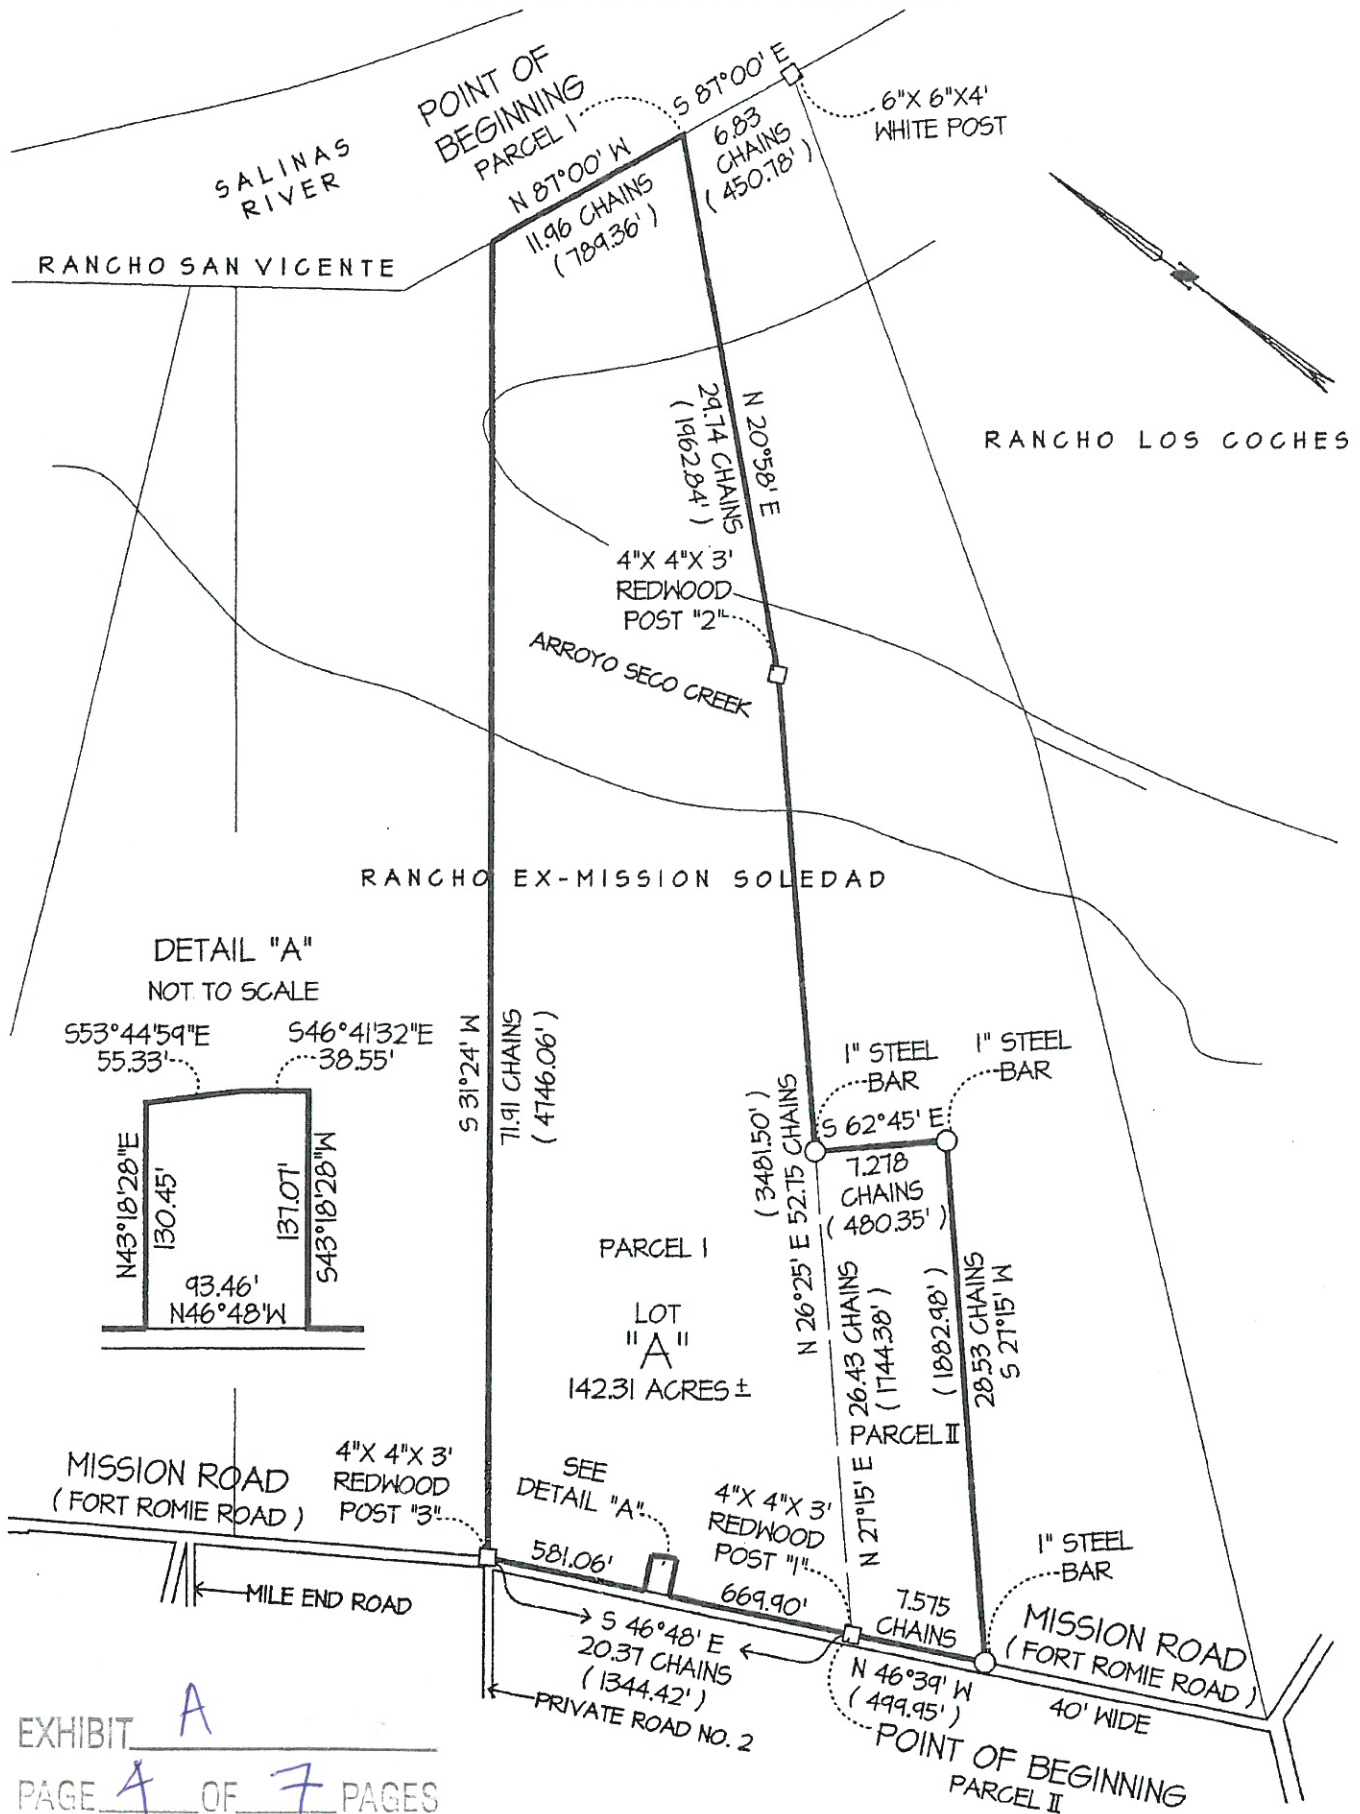 POINT OF
BEGINNING
PARCEL I
S 87°00' E
6"X 6"X4'
WHITE POST
6.83
CHAINS
( 450.78' )
SALINAS
RIVER
N 87°00' W
11.96 CHAINS
( 789.36' )
RANCHO SAN VICENTE
RANCHO LOS COCHES
N 20°58' E
29.74 CHAINS
( 1962.84' )
4"X 4"X 3'
REDWOOD
POST "2"
ARROYO SECO CREEK
RANCHO EX-MISSION SOLEDAD
DETAIL "A"
NOT TO SCALE
S53°44'59"E
55.33'
S46°41'32"E
38.55'
N43°18'28"E
130.45'
137.07'
S43°18'28"W
93.46'
N46°48'W
S 31°24' W
71.91 CHAINS
( 4746.06' )
1" STEEL
BAR
1" STEEL
BAR
S 62°45' E
7.278
CHAINS
( 480.35' )
( 3481.50' )
N 26°25' E 52.75 CHAINS
PARCEL I
LOT
"A"
142.31 ACRES ±
N 27°15' E 26.43 CHAINS
( 1744.38' )
( 1882.98' )
28.53 CHAINS
S 27°15' W
PARCEL II
MISSION ROAD
( FORT ROMIE ROAD )
4"X 4"X 3'
REDWOOD
POST "3"
SEE
DETAIL "A"
4"X 4"X 3'
REDWOOD
POST "1"
1" STEEL
BAR
581.06'
669.90'
7.575
CHAINS
MISSION ROAD
( FORT ROMIE ROAD )
MILE END ROAD
S 46°48' E
20.37 CHAINS
( 1344.42' )
N 46°39' W
( 499.95' )
40' WIDE
PRIVATE ROAD NO. 2
POINT OF BEGINNING
PARCEL II
EXHIBIT A
PAGE 4 OF 7 PAGES